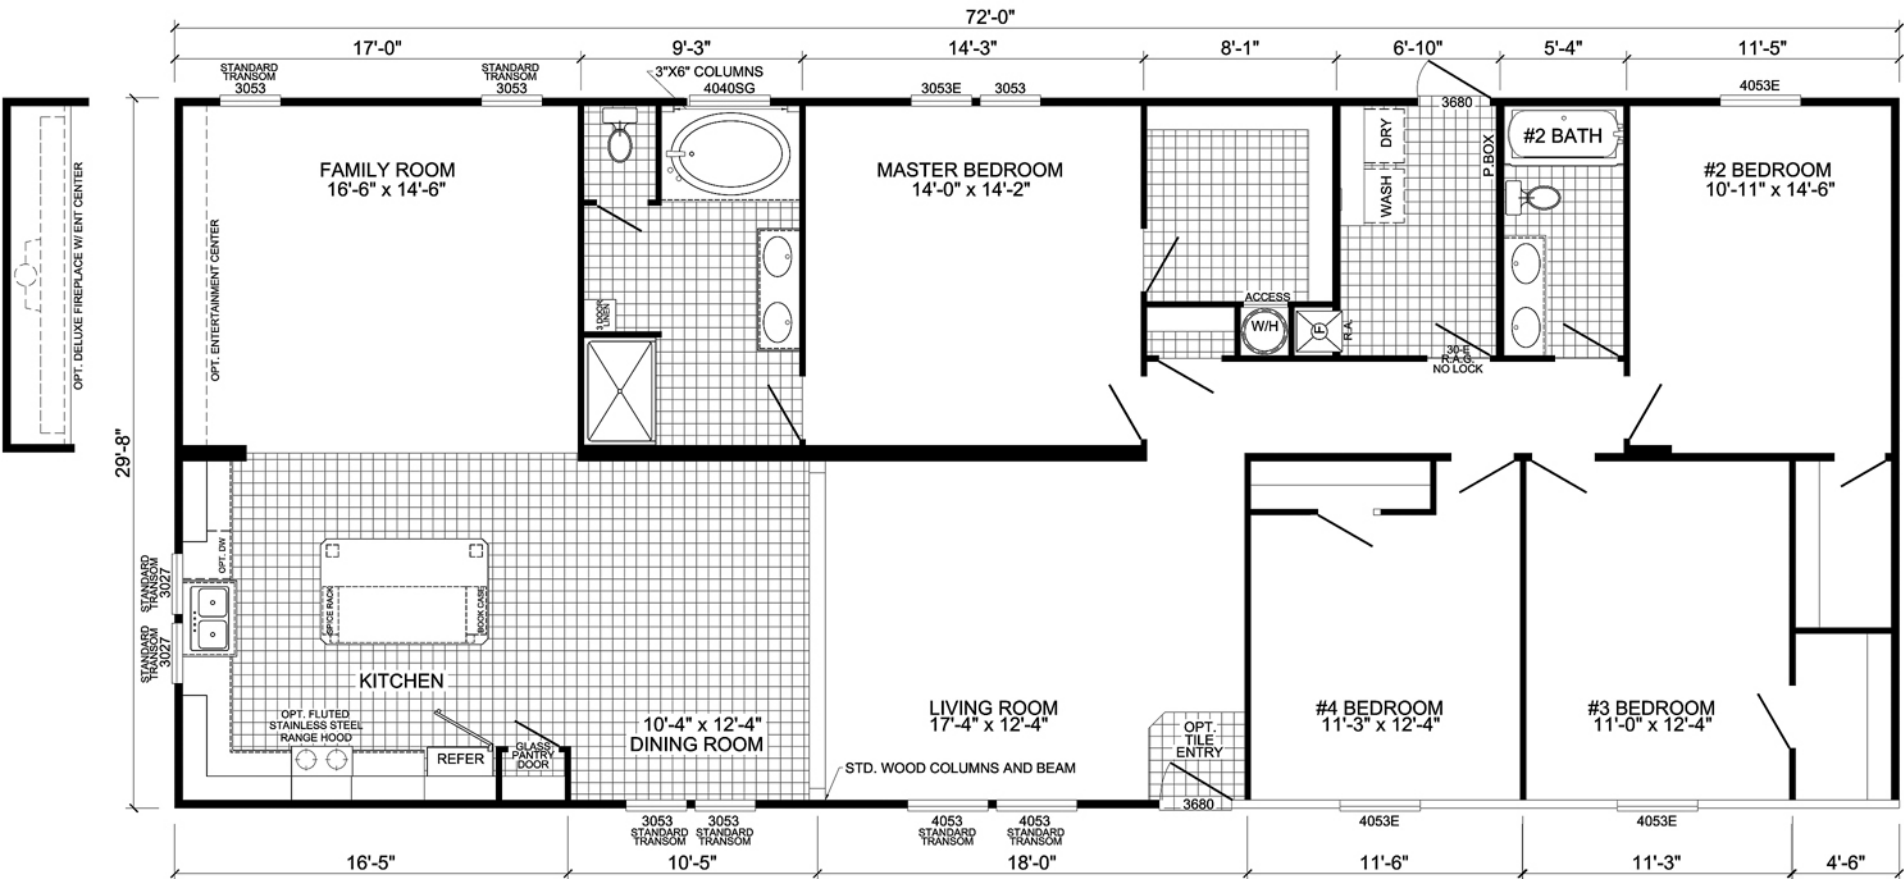 72'-0"
17'-0"
9'-3"
14'-3"
8'-1"
6'-10"
5'-4"
11'-5"
STANDARD
TRANSOM
3053
STANDARD
TRANSOM
3053
3"X6" COLUMNS
4040SG
3053E
3053
3680
4053E
OPT. DELUXE FIREPLACE W/ ENT CENTER
29'-8"
OPT. ENTERTAINMENT CENTER
FAMILY ROOM
16'-6" x 14'-6"
3 DOOR
LINEN
MASTER BEDROOM
14'-0" x 14'-2"
DRY
WASH
P.BOX
#2 BATH
#2 BEDROOM
10'-11" x 14'-6"
ACCESS
W/H
F
R.A.
30-E
R.A.G.
NO LOCK
STANDARD
TRANSOM
3027
STANDARD
TRANSOM
3027
OPT. DW
SPICE RACK
BOOK CASE
KITCHEN
OPT. FLUTED
STAINLESS STEEL
RANGE HOOD
REFER
GLASS
PANTRY
DOOR
10'-4" x 12'-4"
DINING ROOM
LIVING ROOM
17'-4" x 12'-4"
STD. WOOD COLUMNS AND BEAM
OPT.
TILE
ENTRY
3680
#4 BEDROOM
11'-3" x 12'-4"
#3 BEDROOM
11'-0" x 12'-4"
3053
STANDARD
TRANSOM
3053
STANDARD
TRANSOM
4053
STANDARD
TRANSOM
4053
STANDARD
TRANSOM
4053E
4053E
16'-5"
10'-5"
18'-0"
11'-6"
11'-3"
4'-6"